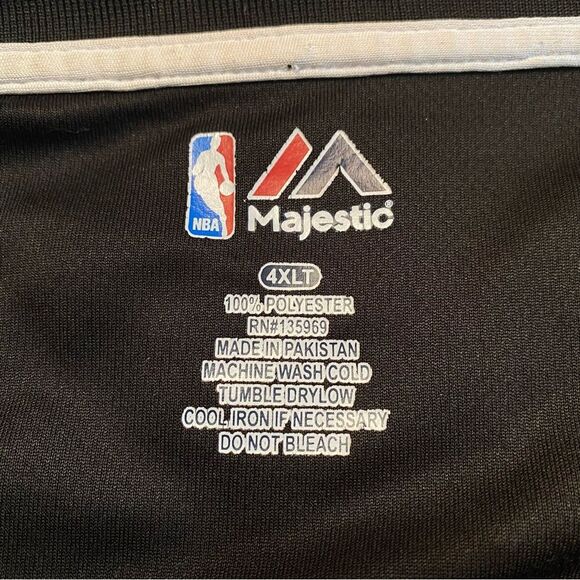 NBA
Majestic
4XLT
100% POLYESTER
RN#135969
MADE IN PAKISTAN
MACHINE WASH COLD
TUMBLE DRYLOW
COOL IRON IF NECESSARY
DO NOT BLEACH